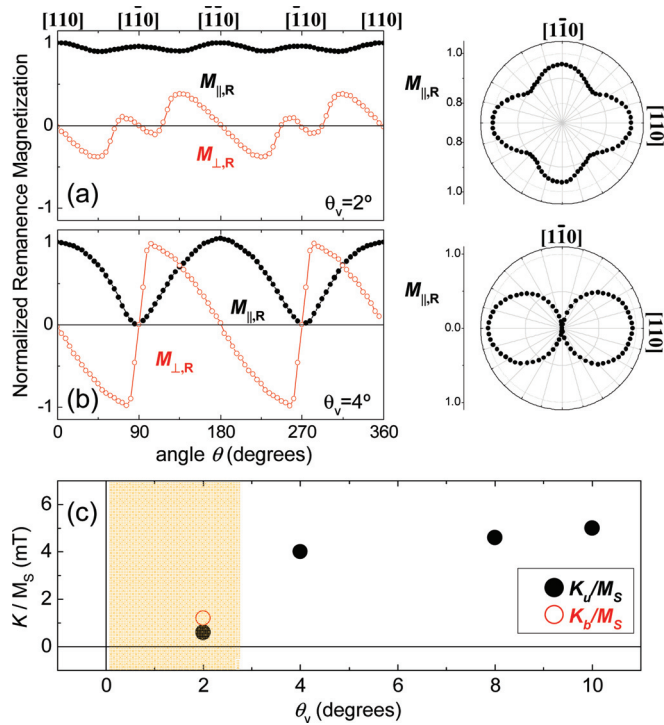 [110] [11̅0] [1̅1̅0] [1̅10] [110]
1
0
-1
M||,R
M⊥,R
(a)
θv=2º
1
0
-1
M||,R
M⊥,R
(b)
θv=4º
Normalized Remanence Magnetization
0 90 180 270 360
angle θ (degrees)
[11̅0]
1.0
M||,R
0.8
0.8
1.0
[110]
[11̅0]
1.0
M||,R
0.0
1.0
[110]
(c)
6
4
2
0
K / MS (mT)
Ku/MS
Kb/MS
0 2 4 6 8 10
θv (degrees)